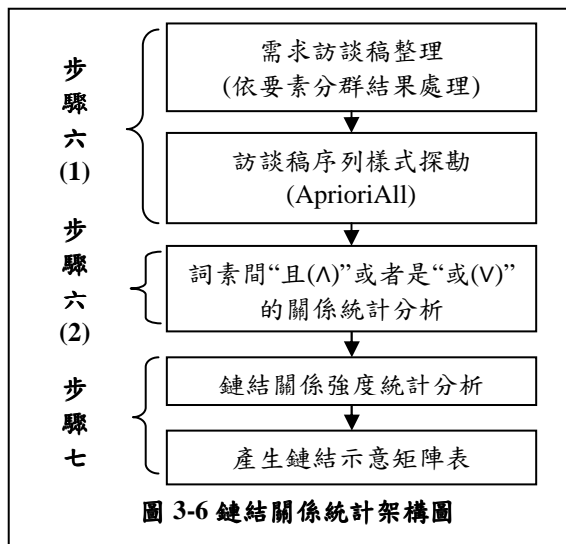 步
驟
六
(1)
需求訪談稿整理
(依要素分群結果處理)
訪談稿序列樣式探勘
(AprioriAll)
步
驟
六
(2)
詞素間“且(∧)”或者是“或(∨)”
的關係統計分析
步
驟
七
鏈結關係強度統計分析
產生鏈結示意矩陣表
圖 3-6 鏈結關係統計架構圖